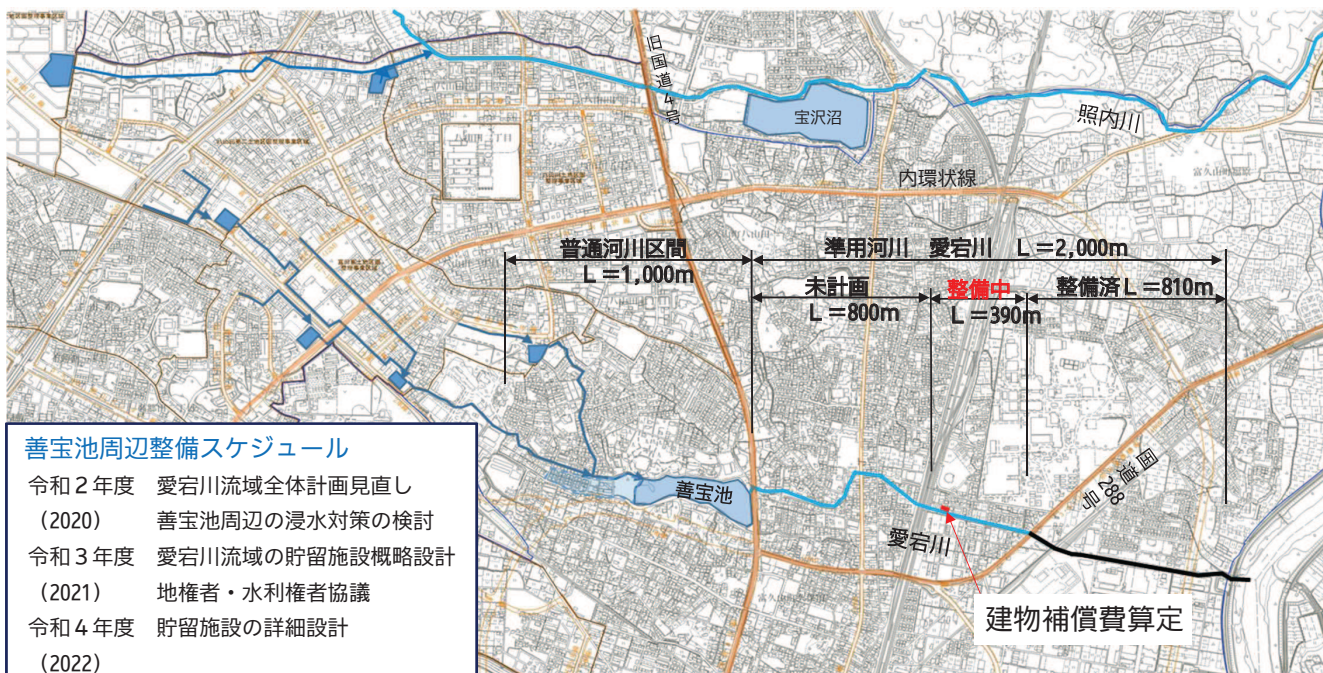 旧国道4号
宝沢沼
照内川
内環状線
普通河川区間
L=1,000m
準用河川 愛宕川 L=2,000m
未計画
L=800m
整備中
L=390m
整備済L=810m
善宝池
愛宕川
国道288号
建物補償費算定
善宝池周辺整備スケジュール
令和2年度 愛宕川流域全体計画見直し
(2020) 善宝池周辺の浸水対策の検討
令和3年度 愛宕川流域の貯留施設概略設計
(2021) 地権者・水利権者協議
令和4年度 貯留施設の詳細設計
(2022)